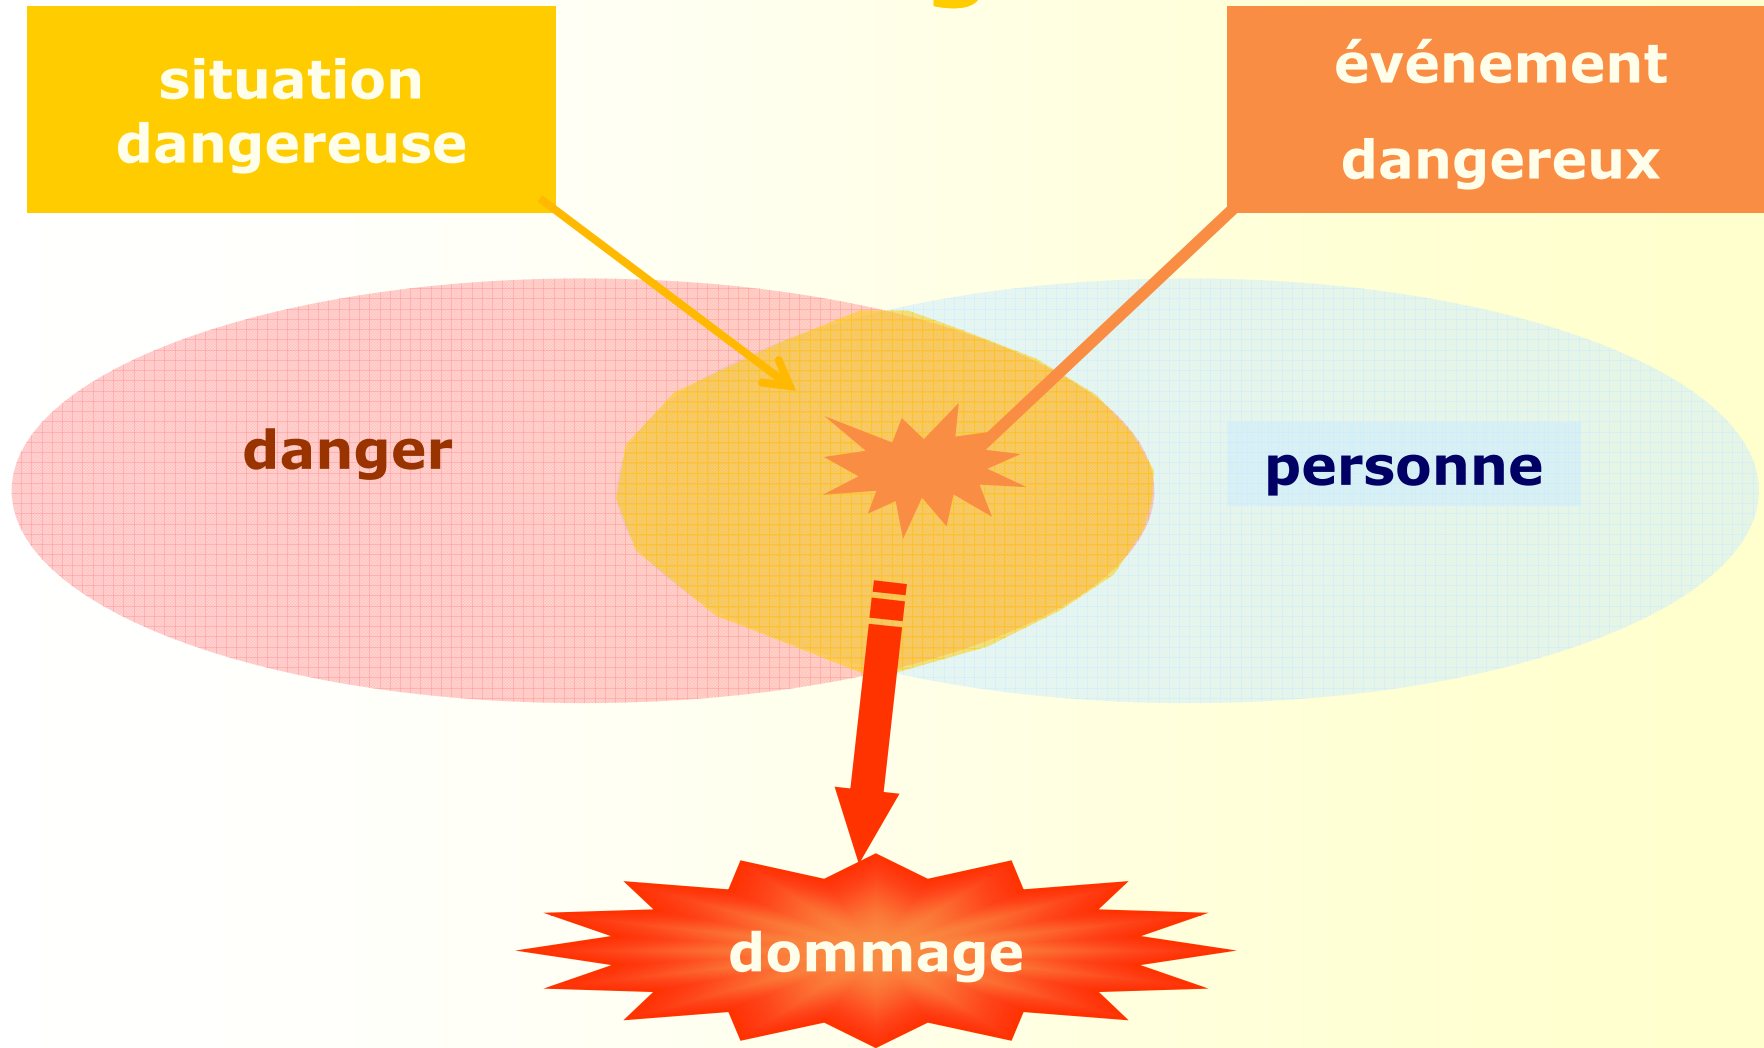 situation
dangereuse
événement
dangereux
danger
personne
dommage